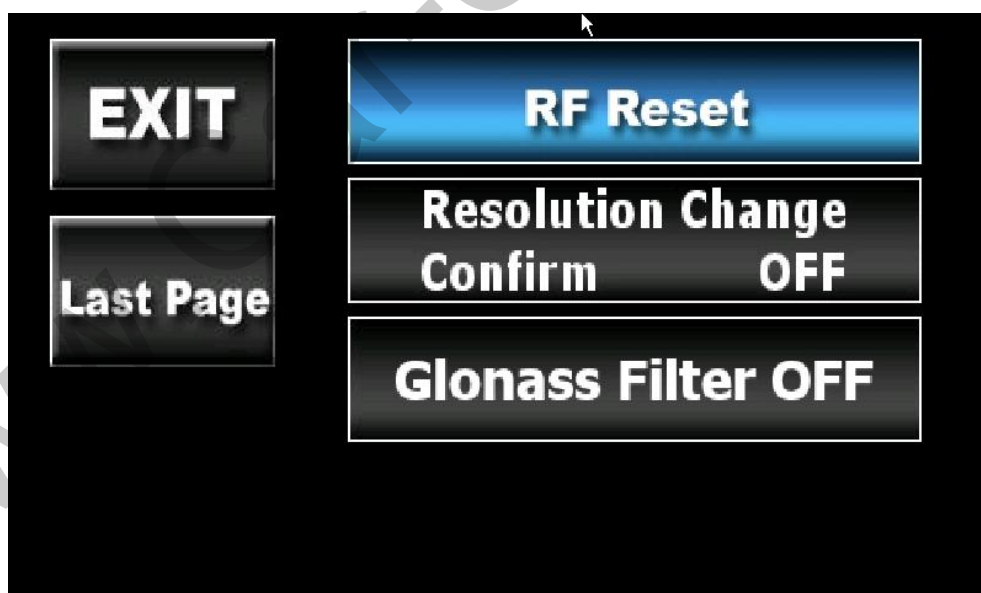 EXIT
RF Reset
Resolution Change
Confirm OFF
Last Page
Glonass Filter OFF